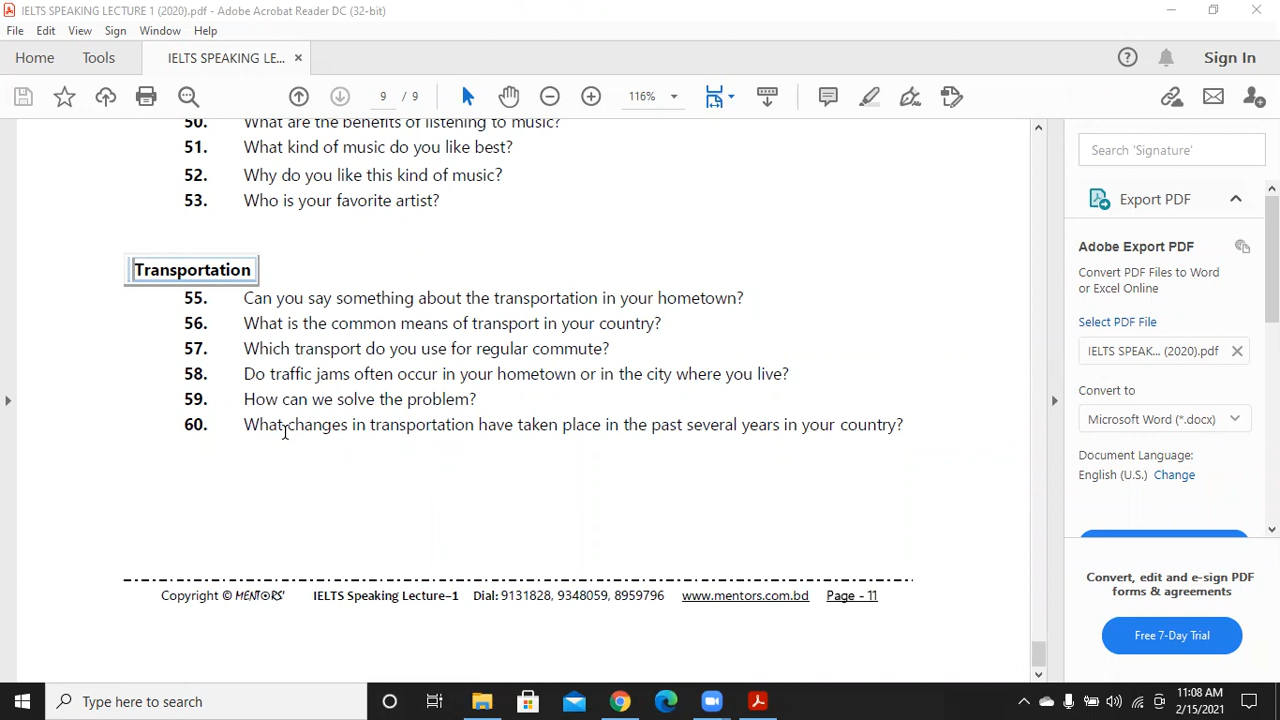 IELTS SPEAKING LECTURE 1 (2020).pdf - Adobe Acrobat Reader DC (32-bit)
File Edit View Sign Window Help
Home Tools IELTS SPEAKING LE... × Sign In
9 / 9 116%
50. What are the benefits of listening to music?
51. What kind of music do you like best?
52. Why do you like this kind of music?
53. Who is your favorite artist?
Transportation
55. Can you say something about the transportation in your hometown?
56. What is the common means of transport in your country?
57. Which transport do you use for regular commute?
58. Do traffic jams often occur in your hometown or in the city where you live?
59. How can we solve the problem?
60. What changes in transportation have taken place in the past several years in your country?
Copyright © MENTORS' IELTS Speaking Lecture–1 Dial: 9131828, 9348059, 8959796 www.mentors.com.bd Page - 11
Search 'Signature'
Export PDF
Adobe Export PDF
Convert PDF Files to Word
or Excel Online
Select PDF File
IELTS SPEAK... (2020).pdf
Convert to
Microsoft Word (*.docx)
Document Language:
English (U.S.) Change
Convert, edit and e-sign PDF
forms & agreements
Free 7-Day Trial
Type here to search
11:08 AM
2/15/2021